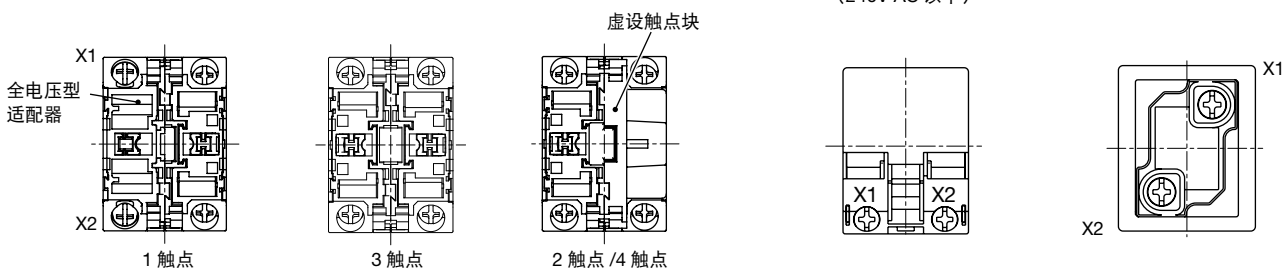 虚设触点块
X1
全电压型
适配器
X2
1 触点
3 触点
2 触点 /4 触点
X1 X2
X1
X2